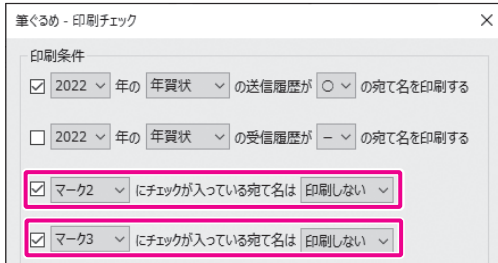 筆ぐるめ - 印刷チェック
印刷条件
2022 年の 年賀状 の送信履歴が ○ の宛て名を印刷する
2022 年の 年賀状 の受信履歴が － の宛て名を印刷する
マーク2 にチェックが入っている宛て名は 印刷しない
マーク3 にチェックが入っている宛て名は 印刷しない